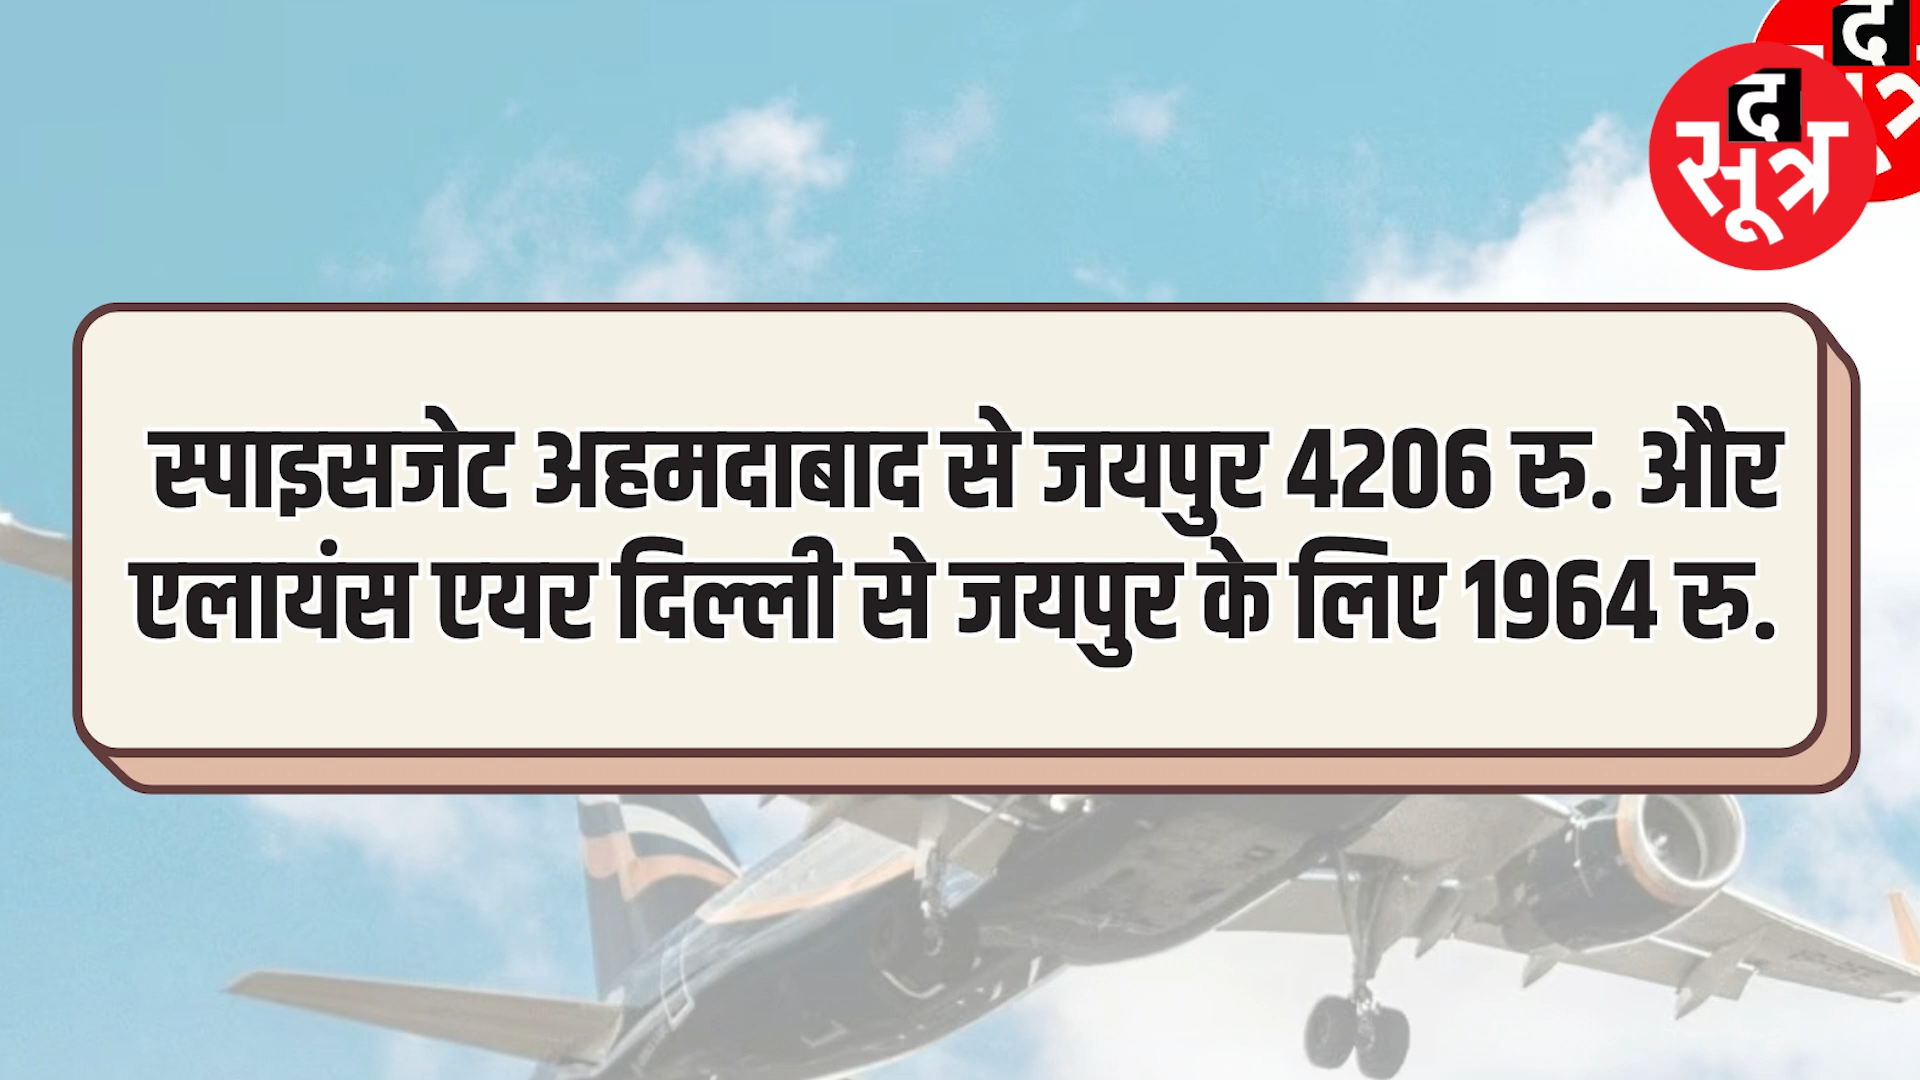 द
सूत्र
द
स्पाइसजेट अहमदाबाद से जयपुर 4206 रु. और
एलायंस एयर दिल्ली से जयपुर के लिए 1964 रु.